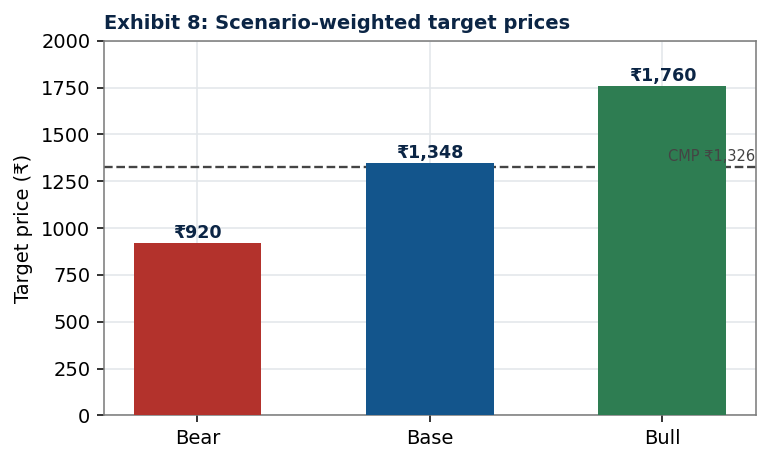 Exhibit 8: Scenario-weighted target prices
Target price (₹)
2000
1750
1500
1250
1000
750
500
250
0
₹920
₹1,348
₹1,760
CMP ₹1,326
Bear
Base
Bull